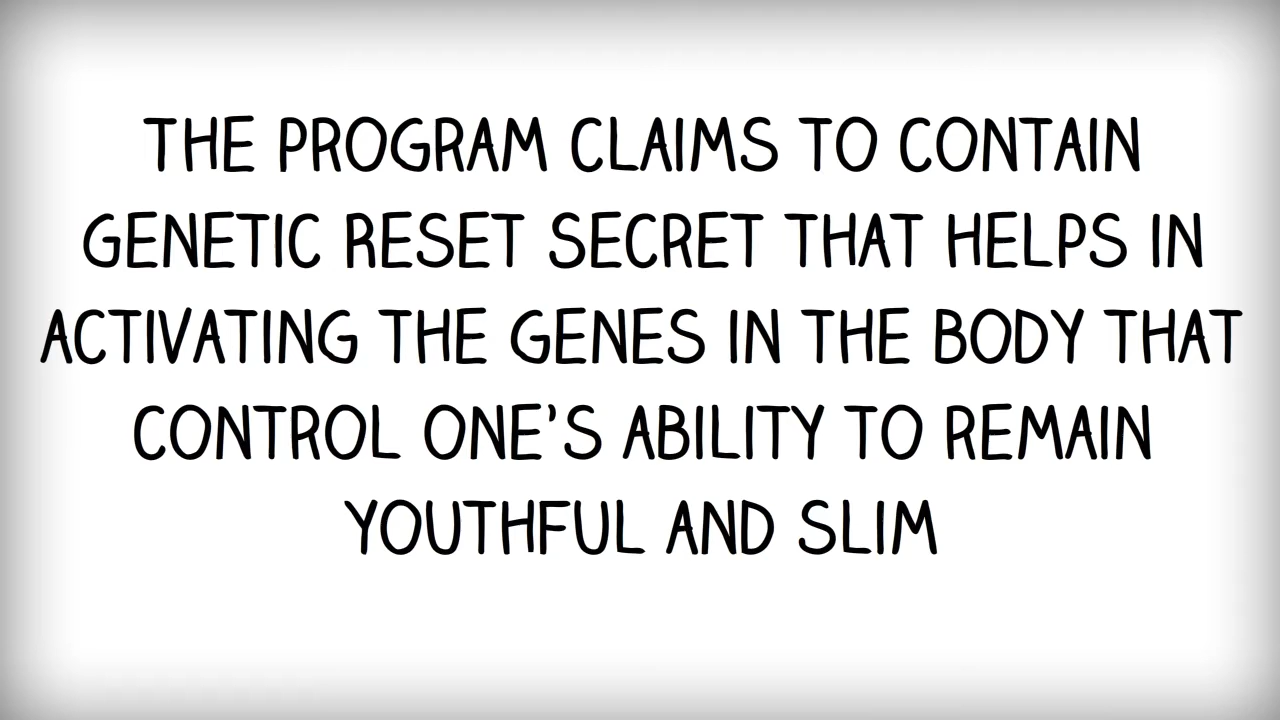 THE PROGRAM CLAIMS TO CONTAIN
GENETIC RESET SECRET THAT HELPS IN
ACTIVATING THE GENES IN THE BODY THAT
CONTROL ONE'S ABILITY TO REMAIN
YOUTHFUL AND SLIM